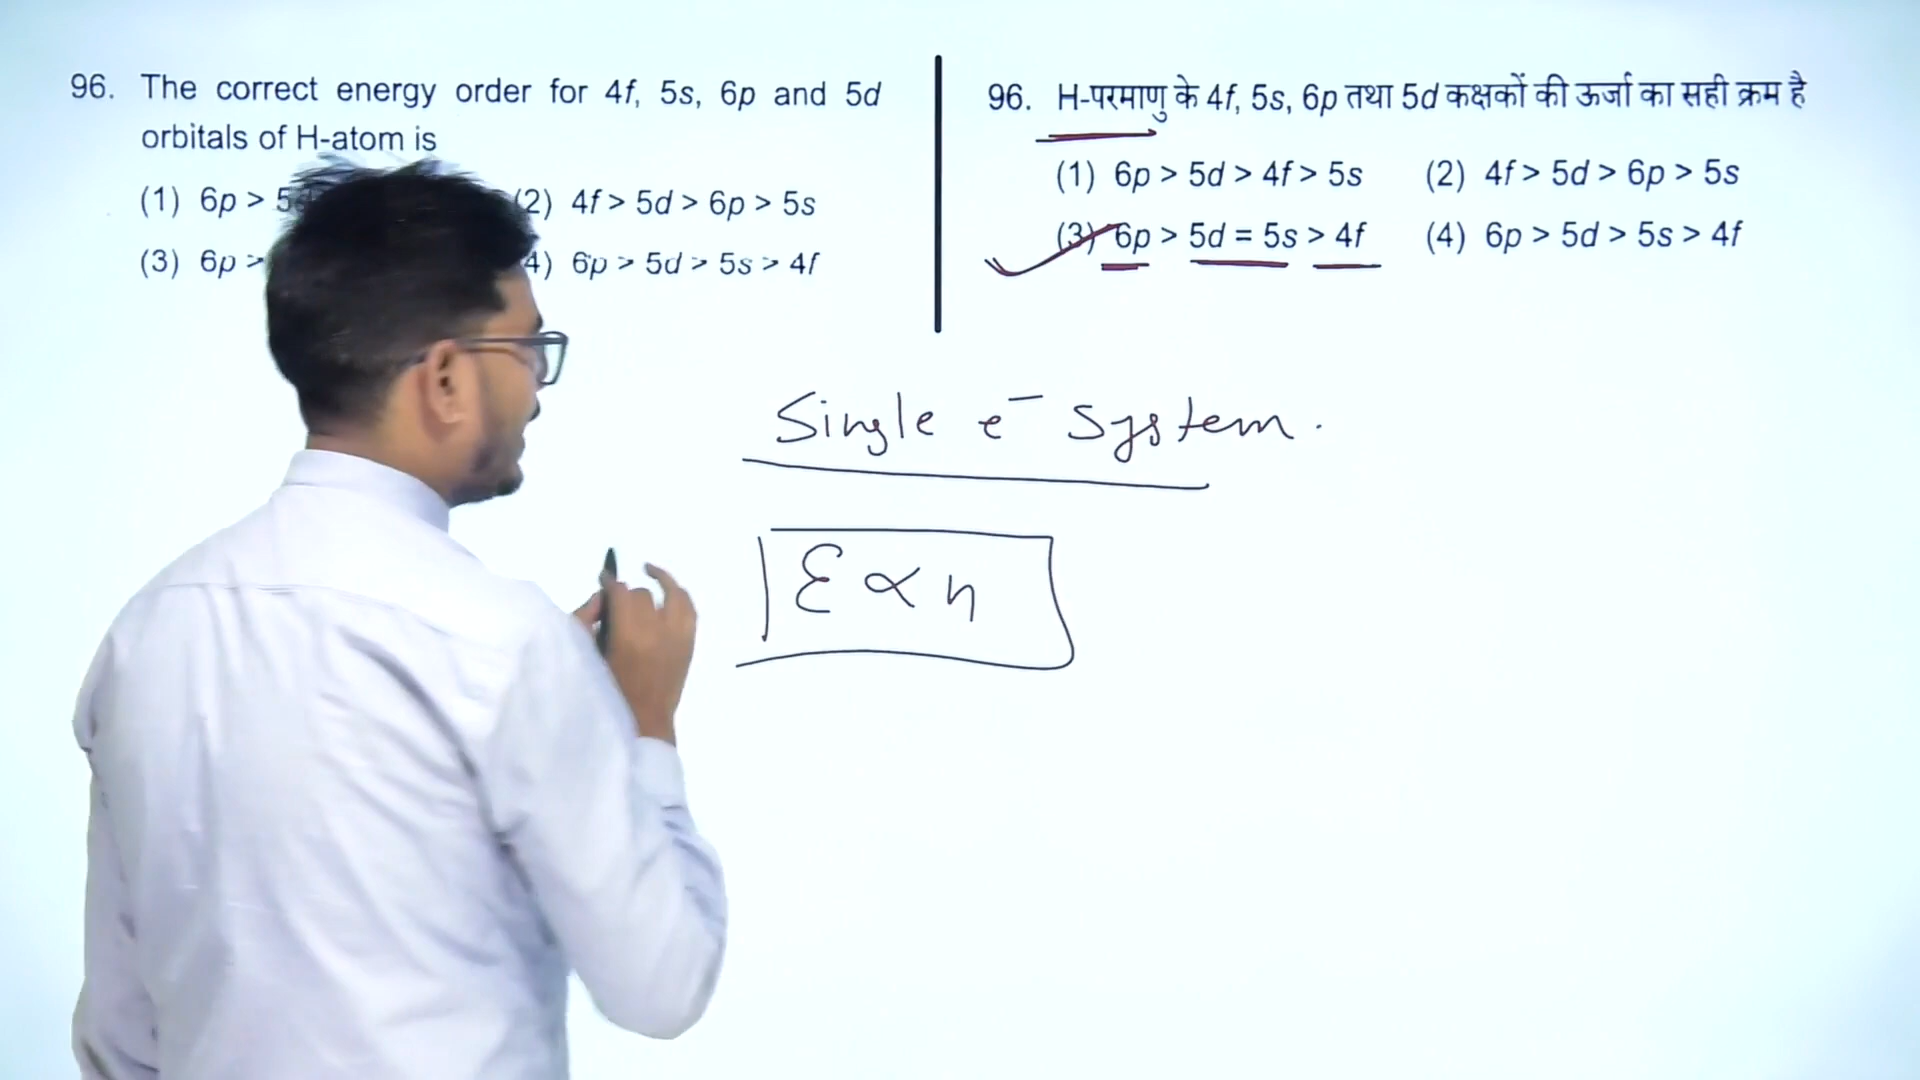 96. The correct energy order for 4f, 5s, 6p and 5d
orbitals of H-atom is
(1) 6p > 5
(2) 4f > 5d > 6p > 5s
(3) 6p >
4) 6p > 5d > 5s > 4f
96. H-परमाणु के 4f, 5s, 6p तथा 5d कक्षकों की ऊर्जा का सही क्रम है
(1) 6p > 5d > 4f > 5s (2) 4f > 5d > 6p > 5s
(3) 6p > 5d = 5s > 4f (4) 6p > 5d > 5s > 4f
Single e⁻ System.
Ɛ ∝ n